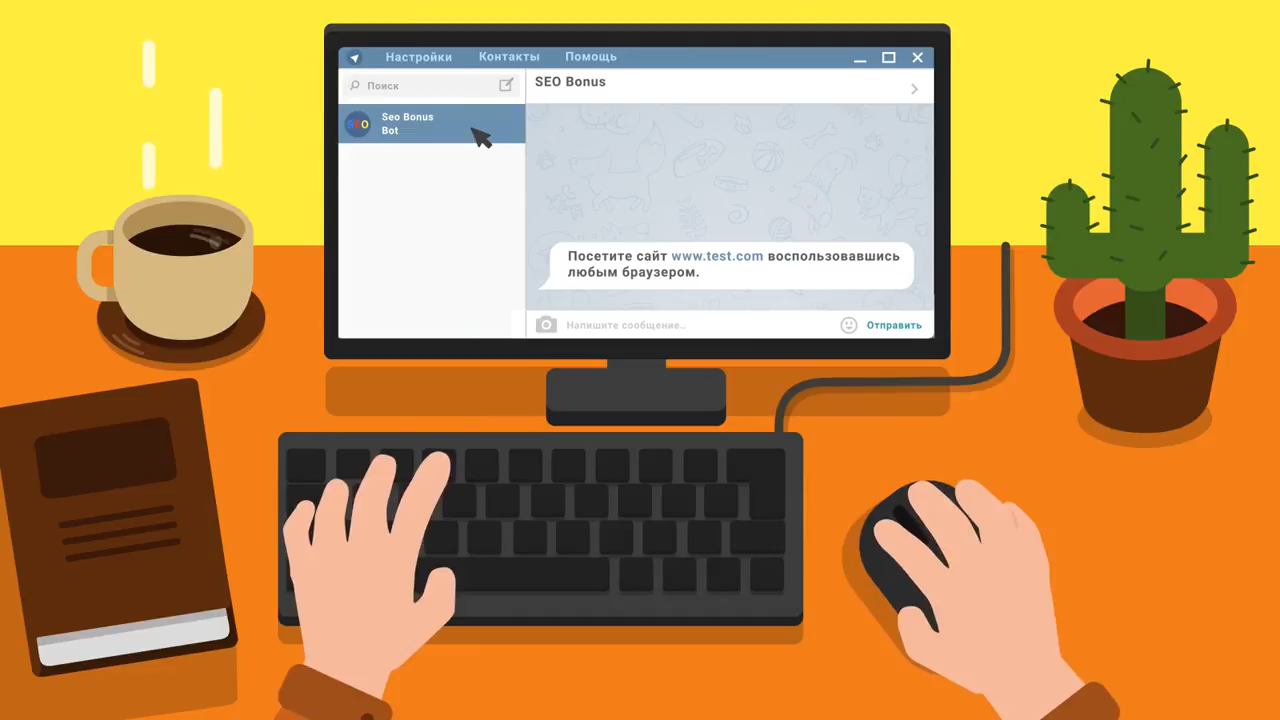 Настройки Контакты Помощь
Поиск
SEO Bonus
SEO
Seo Bonus
Bot
Посетите сайт www.test.com воспользовавшись
любым браузером.
Напишите сообщение..
Отправить